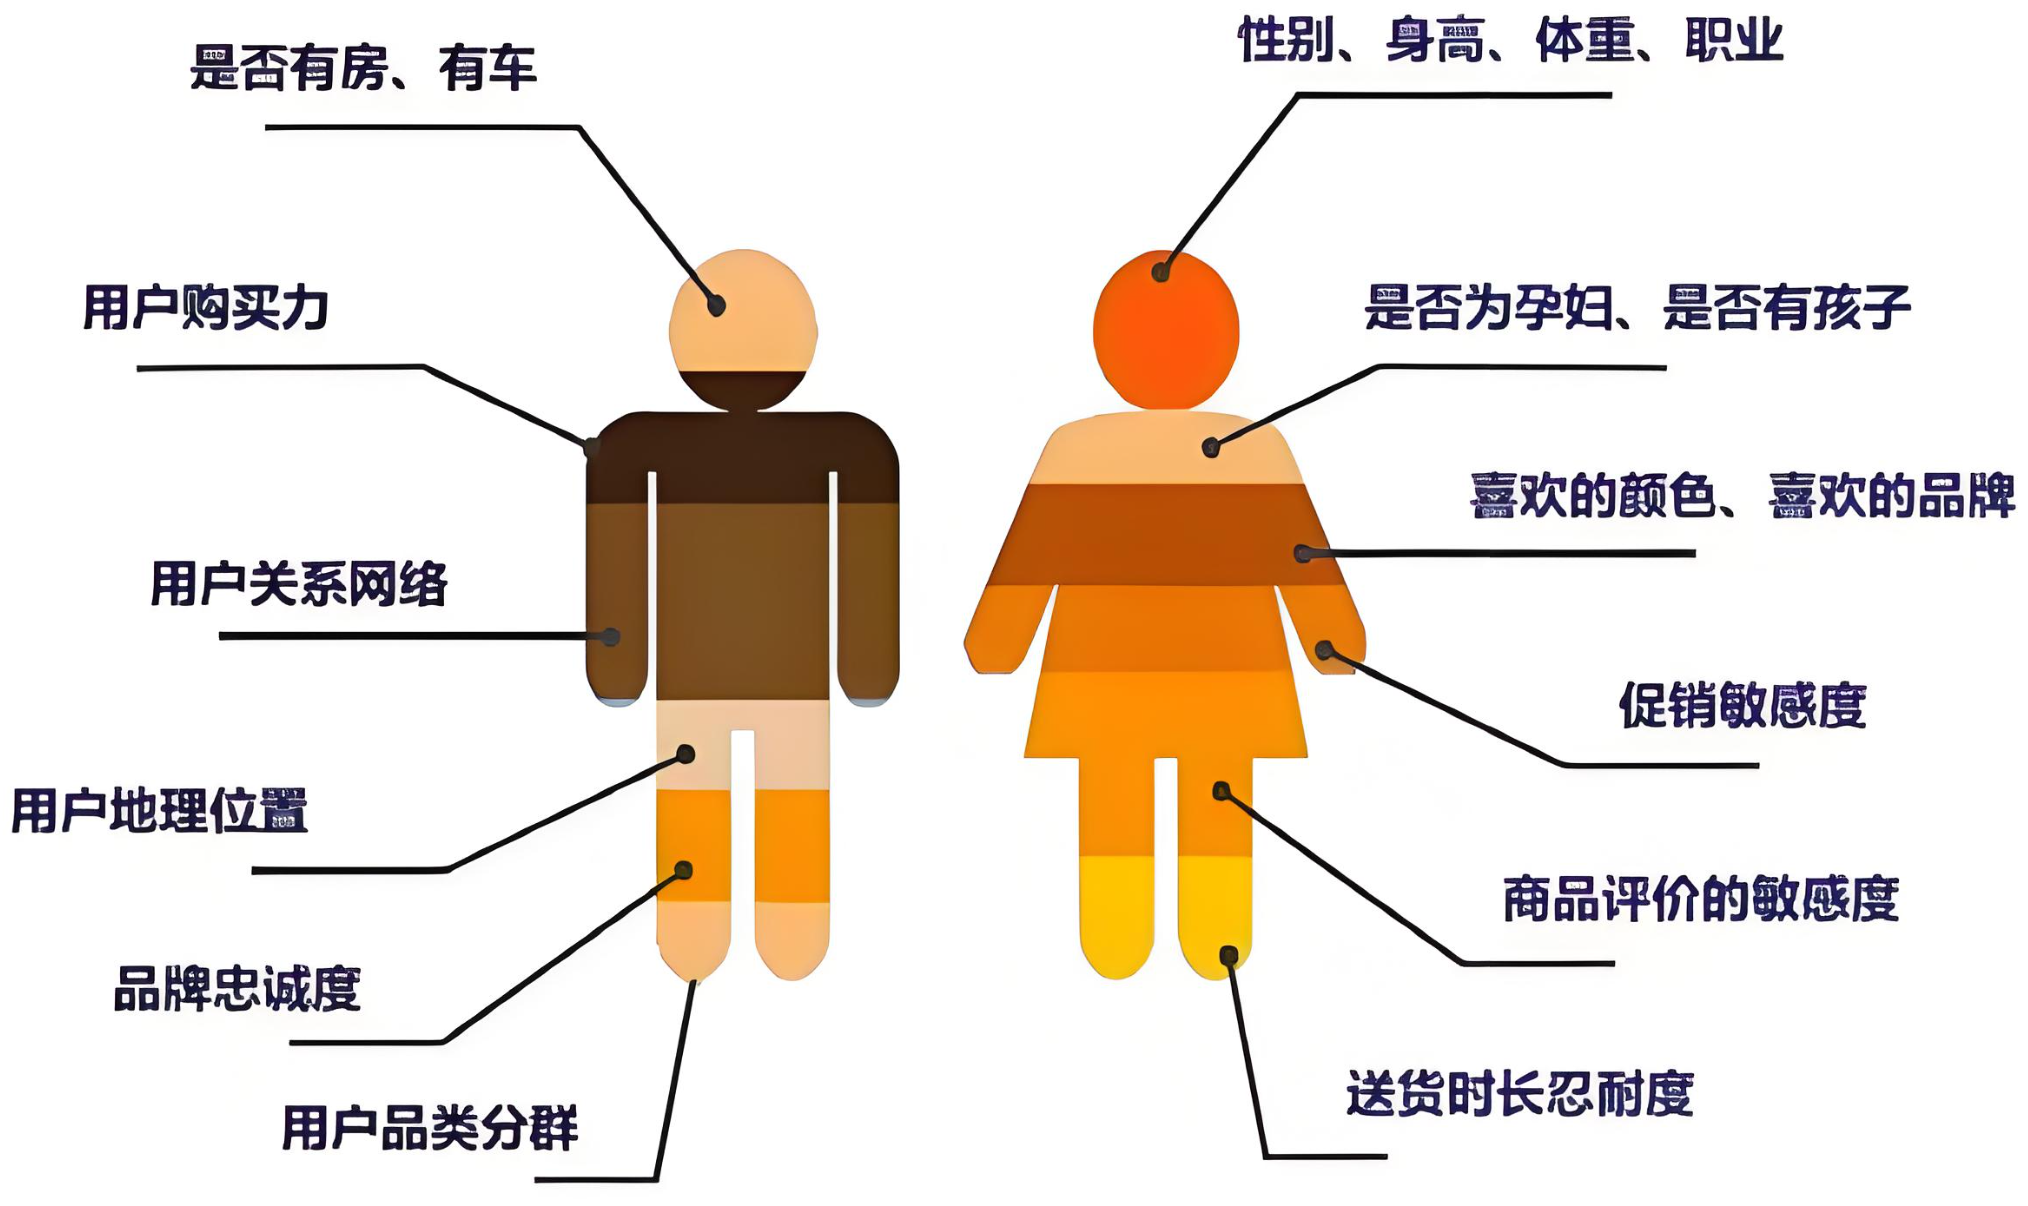 是否有房、有车
用户购买力
用户关系网络
用户地理位置
品牌忠诚度
用户品类分群
性别、身高、体重、职业
是否为孕妇、是否有孩子
喜欢的颜色、喜欢的品牌
促销敏感度
商品评价的敏感度
送货时长忍耐度